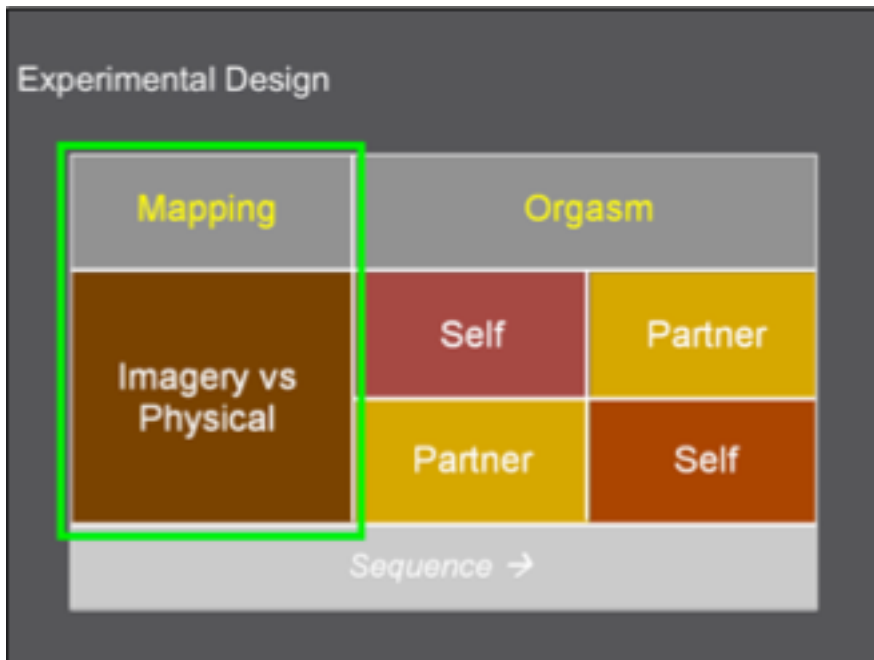 Experimental Design
Mapping
Orgasm
Imagery vs
Physical
Self
Partner
Partner
Self
Sequence →